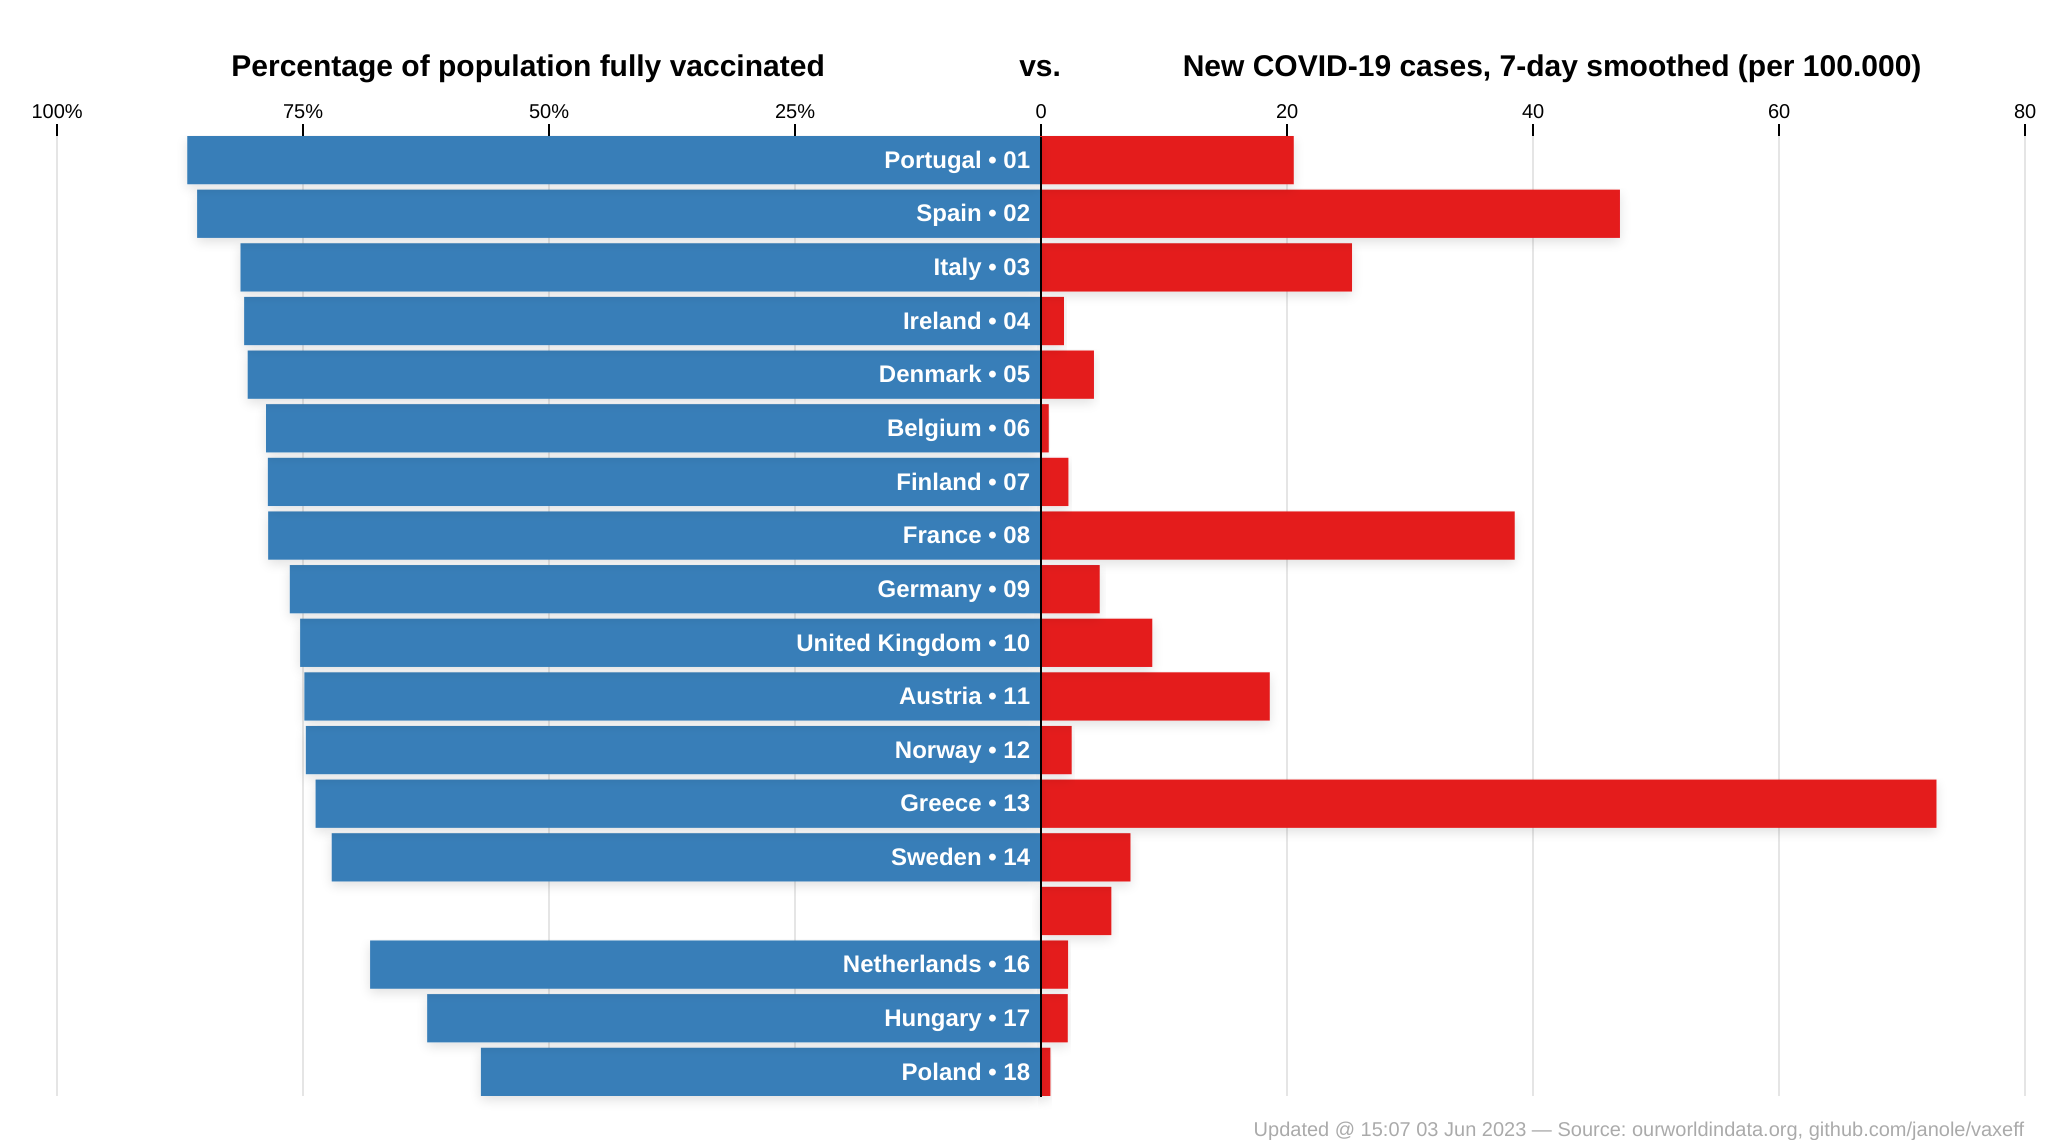 Percentage of population fully vaccinated vs. New COVID-19 cases, 7-day smoothed (per 100.000)
100% 75% 50% 25% 0 20 40 60 80
Portugal • 01
Spain • 02
Italy • 03
Ireland • 04
Denmark • 05
Belgium • 06
Finland • 07
France • 08
Germany • 09
United Kingdom • 10
Austria • 11
Norway • 12
Greece • 13
Sweden • 14
Netherlands • 16
Hungary • 17
Poland • 18
Updated @ 15:07 03 Jun 2023 — Source: ourworldindata.org, github.com/janole/vaxeff